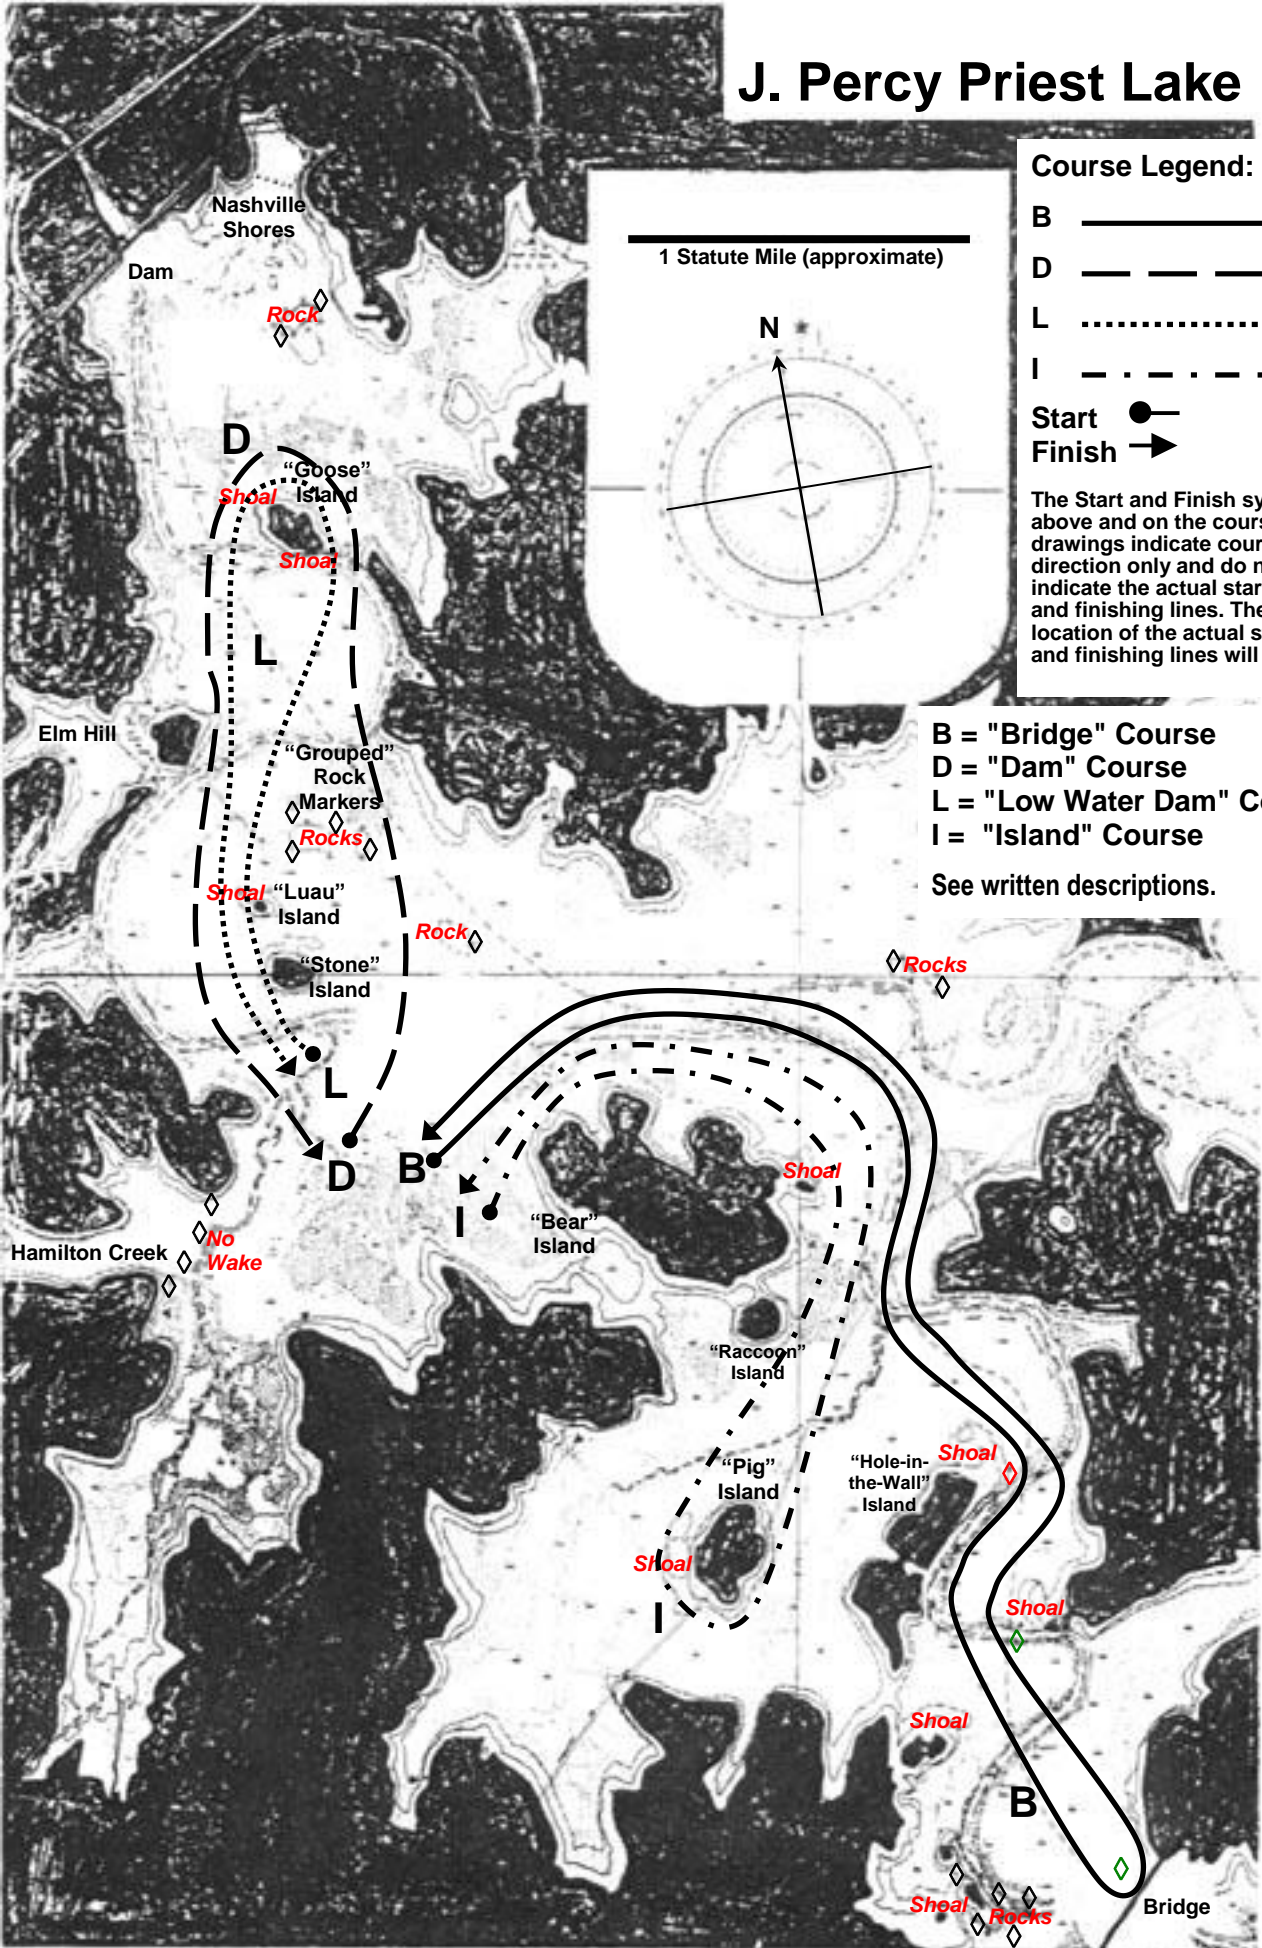 J. Percy Priest Lake
Course Legend:
B
D
L
I
Start
Finish
The Start and Finish sy
above and on the cours
drawings indicate cour
direction only and do n
indicate the actual star
and finishing lines. The
location of the actual s
and finishing lines will
1 Statute Mile (approximate)
N
B = "Bridge" Course
D = "Dam" Course
L = "Low Water Dam" Co
I = "Island" Course
See written descriptions.
Nashville
Shores
Dam
Rock
D
“Goose”
Island
Shoal
Shoal
L
Elm Hill
“Grouped”
Rock
Markers
Rocks
Shoal
“Luau”
Island
Rock
“Stone”
Island
Rocks
L
D
B
I
Shoal
“Bear”
Island
No
Wake
Hamilton Creek
“Raccoon”
Island
“Pig”
Island
“Hole-in-
the-Wall”
Island
Shoal
Shoal
I
Shoal
Shoal
B
Shoal
Rocks
Bridge